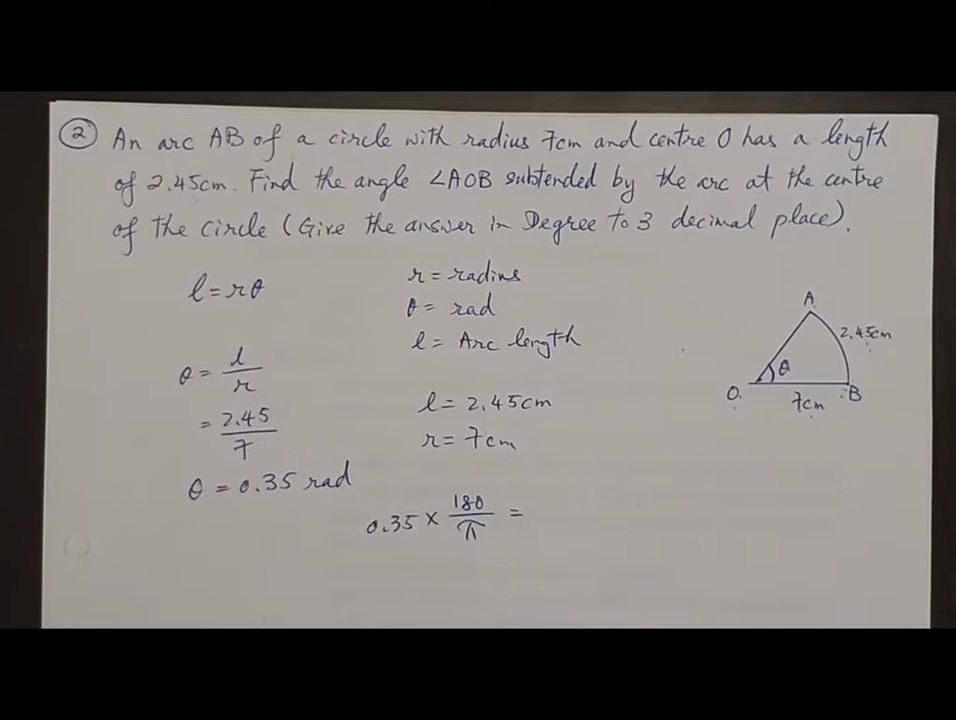 ② An arc AB of a circle with radius 7cm and centre O has a length
of 2.45cm. Find the angle ∠AOB subtended by the arc at the centre
of the circle (Give the answer in Degree to 3 decimal place).
l = rθ
r = radius
θ = rad
l = Arc length
θ = l/r
= 2.45/7
l = 2.45cm
r = 7cm
θ = 0.35 rad
0.35 × 180/π =
A
2.45cm
θ
O
B
7cm